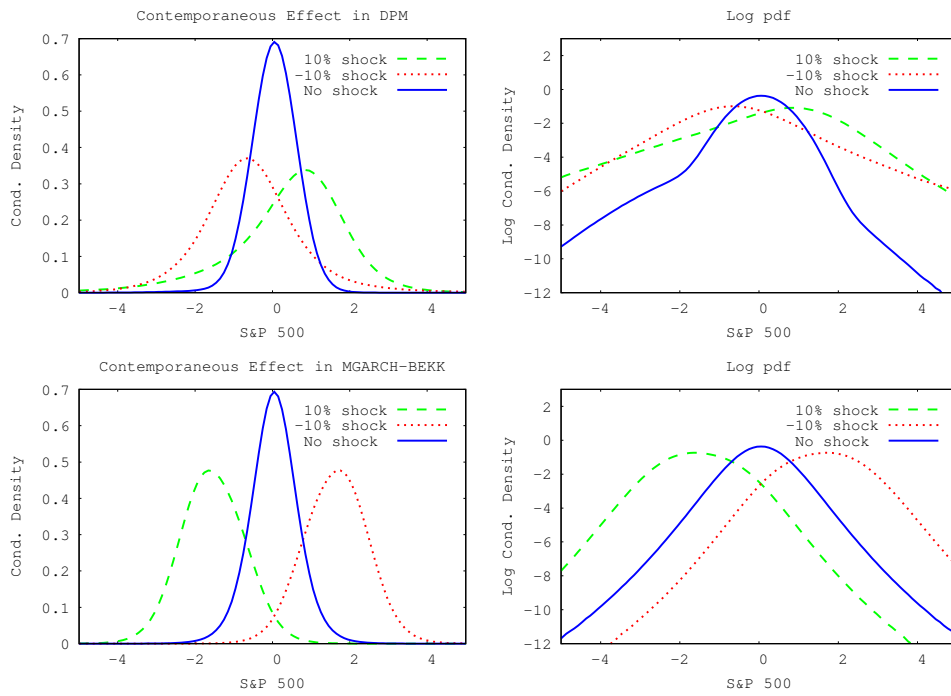 Contemporaneous Effect in DPM
0.7
0.6
0.5
0.4
0.3
0.2
0.1
0
Cond. Density
10% shock
-10% shock
No shock
-4
-2
0
2
4
S&P 500
Log pdf
2
0
-2
-4
-6
-8
-10
-12
Log Cond. Density
10% shock
-10% shock
No shock
-4
-2
0
2
4
S&P 500
Contemporaneous Effect in MGARCH-BEKK
0.7
0.6
0.5
0.4
0.3
0.2
0.1
0
Cond. Density
10% shock
-10% shock
No shock
-4
-2
0
2
4
S&P 500
Log pdf
2
0
-2
-4
-6
-8
-10
-12
Log Cond. Density
10% shock
-10% shock
No shock
-4
-2
0
2
4
S&P 500